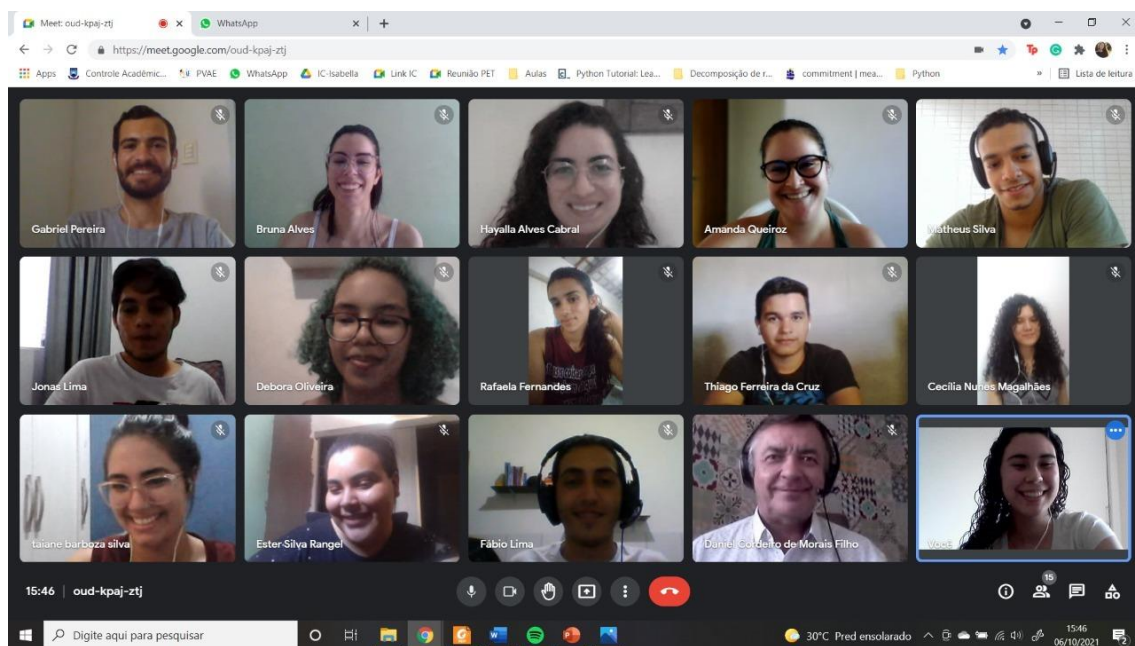 Meet: oud-kpaj-ztj
WhatsApp
https://meet.google.com/oud-kpaj-ztj
Apps Controle Acadêmic... PVAE WhatsApp IC-Isabella Link IC Reunião PET Aulas Python Tutorial: Lea... Decomposição de r... commitment | mea... Python » Lista de leitura
Gabriel Pereira
Bruna Alves
Hayalla Alves Cabral
Amanda Queiroz
Matheus Silva
Jonas Lima
Debora Oliveira
Rafaela Fernandes
Thiago Ferreira da Cruz
Cecília Nunes Magalhães
taiane barboza silva
Ester Silva Rangel
Fábio Lima
Daniel Cordeiro de Morais Filho
Você
15:46 | oud-kpaj-ztj
15
Digite aqui para pesquisar
30°C Pred ensolarado
15:46
06/10/2021
2